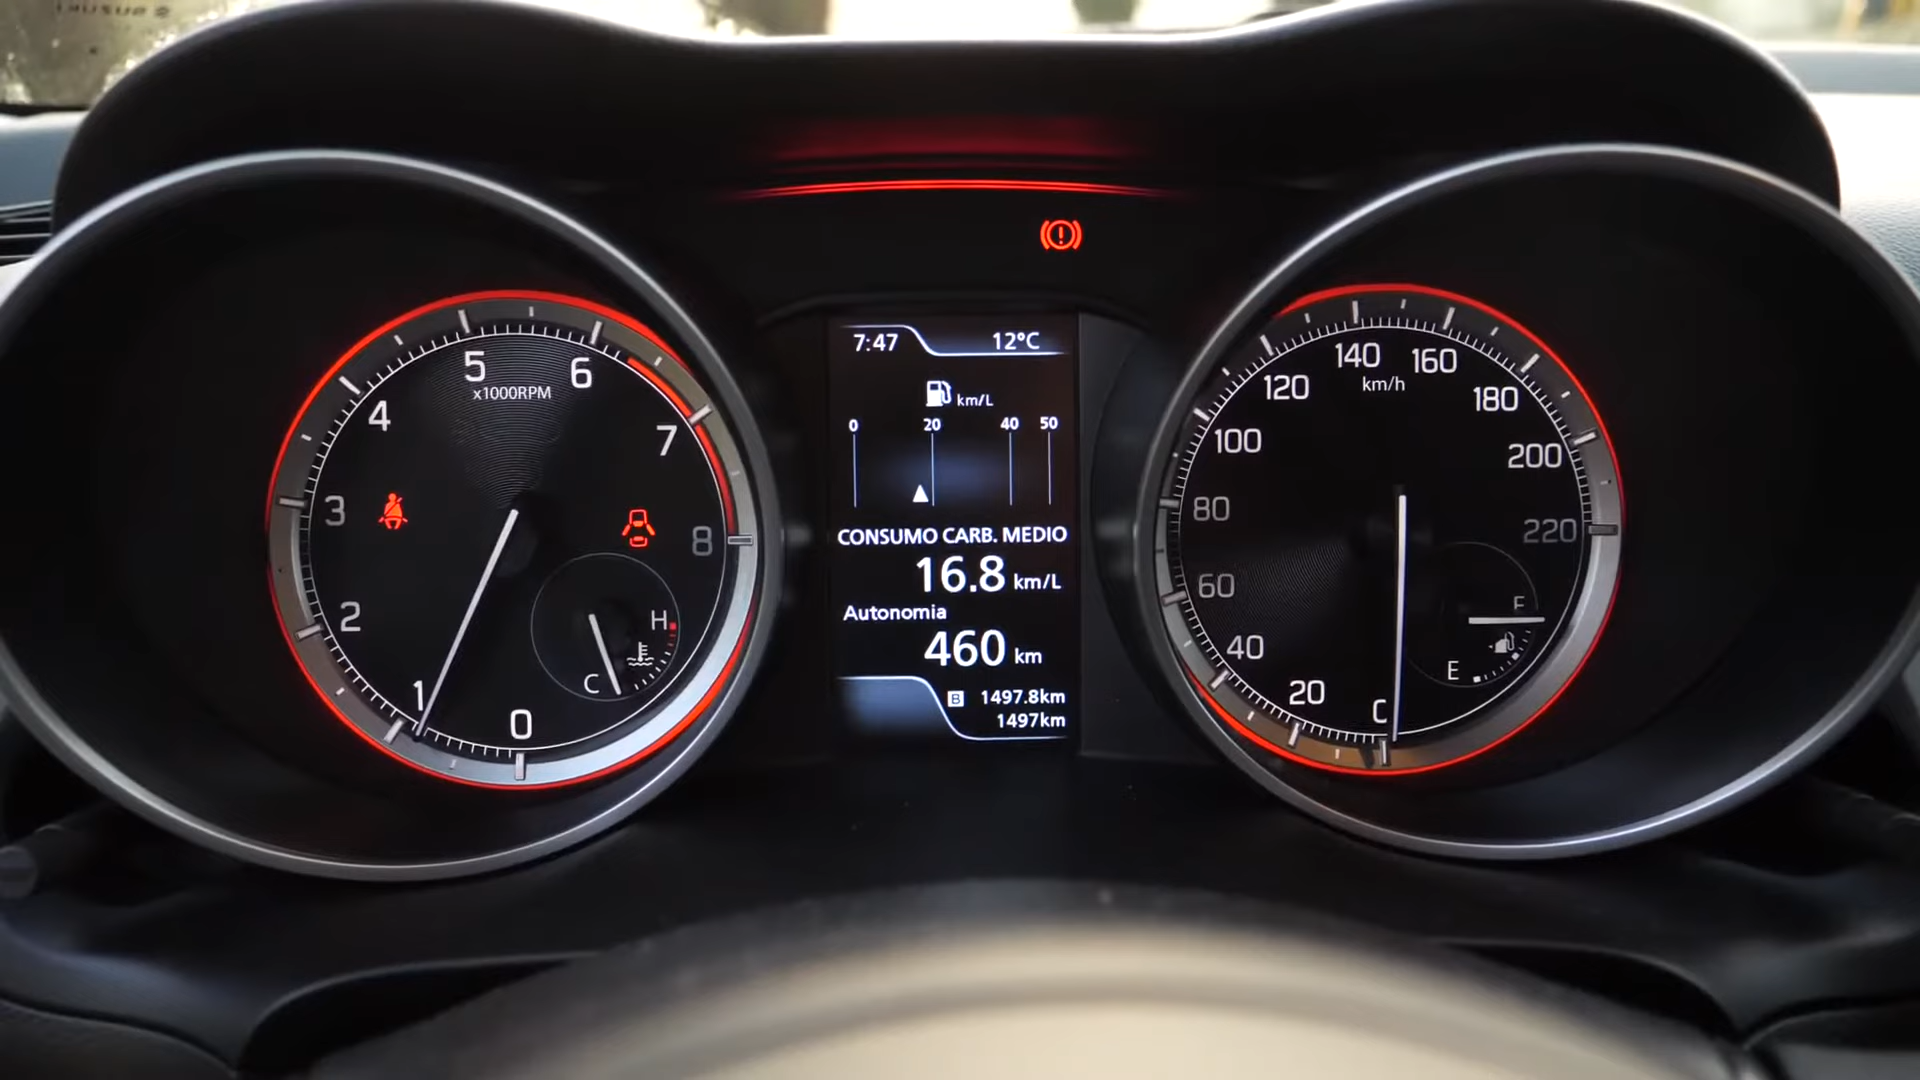 SUZUKI
5
6
x1000RPM
4
7
3
8
2
H
C
1
0
7:47 12°C
km/L
0 20 40 50
CONSUMO CARB. MEDIO
16.8 km/L
Autonomia
460 km
B 1497.8km
1497km
140
160
km/h
120
180
100
200
80
220
60
F
40
E
20